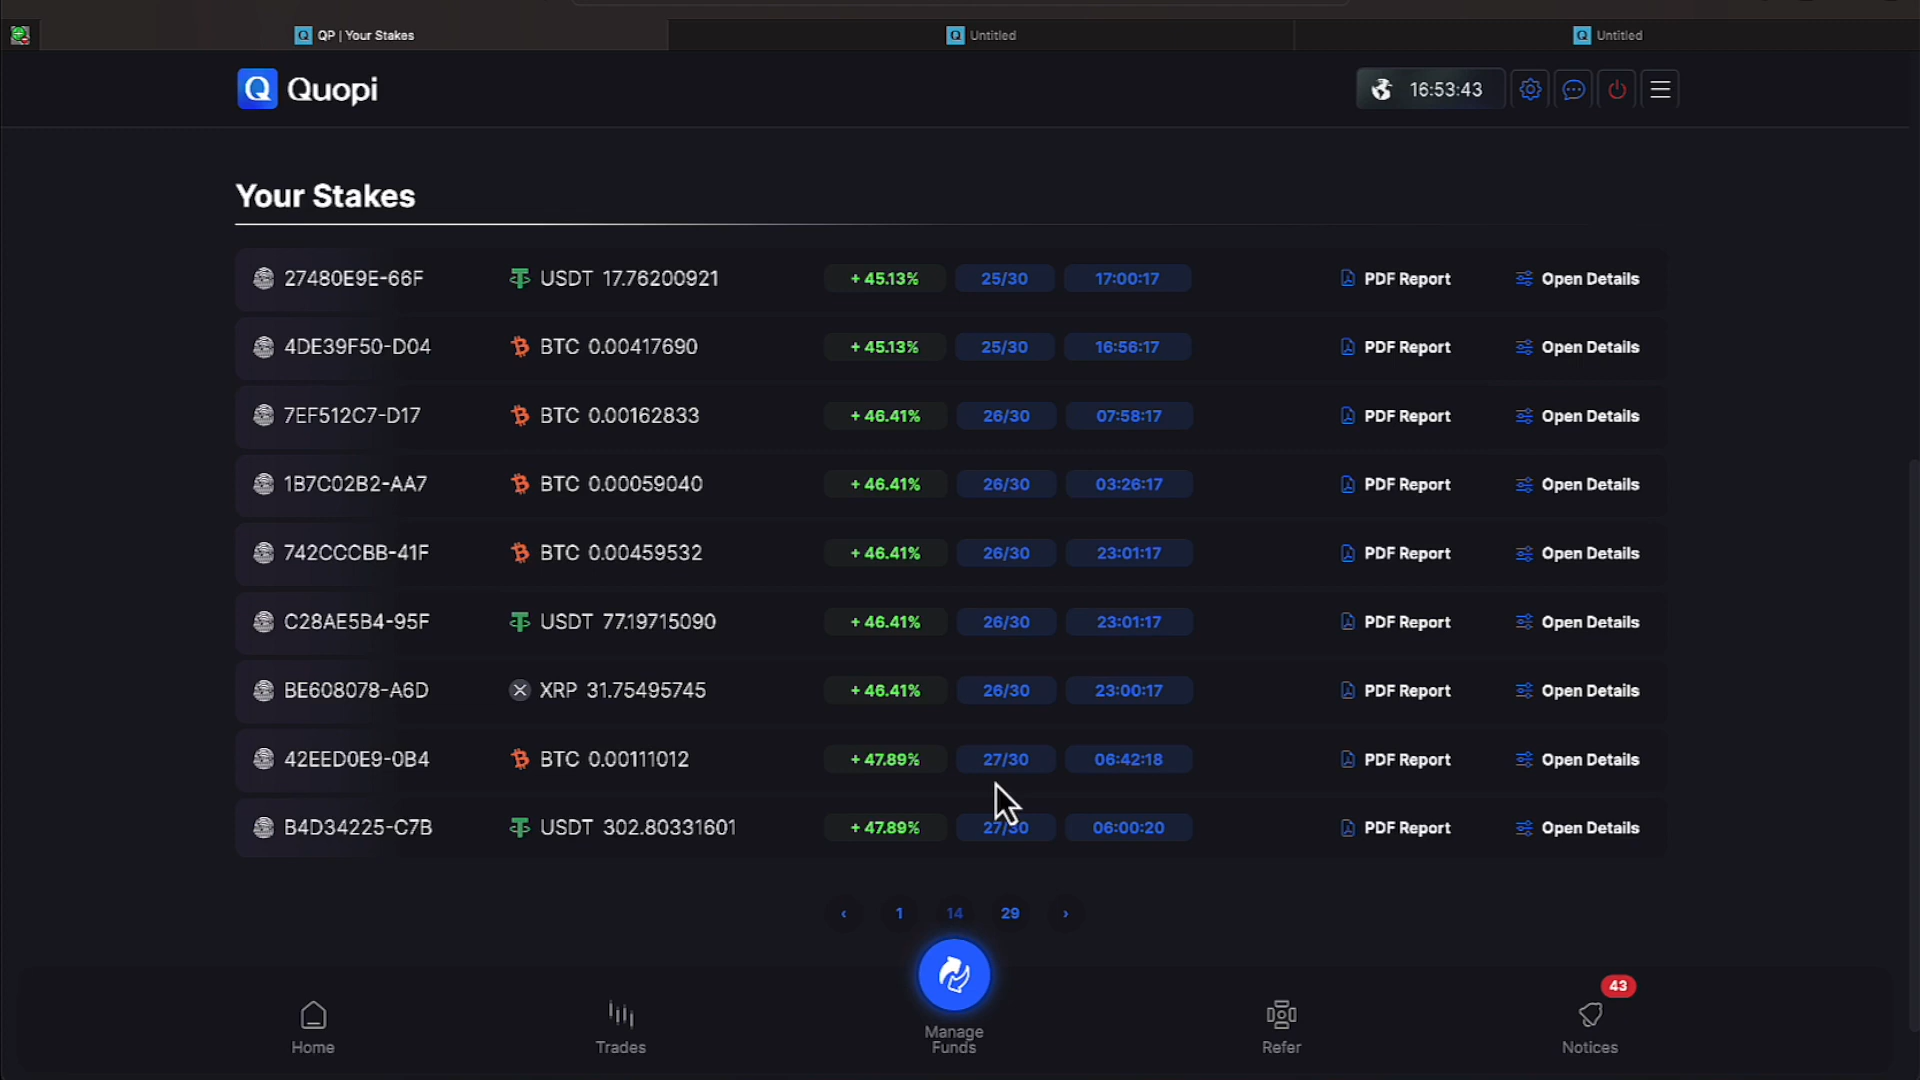 QP | Your Stakes
Untitled
Untitled
Quopi
16:53:43
Your Stakes
27480E9E-66F USDT 17.76200921 + 45.13% 25/30 17:00:17 PDF Report Open Details
4DE39F50-D04 BTC 0.00417690 + 45.13% 25/30 16:56:17 PDF Report Open Details
7EF512C7-D17 BTC 0.00162833 + 46.41% 26/30 07:58:17 PDF Report Open Details
1B7C02B2-AA7 BTC 0.00059040 + 46.41% 26/30 03:26:17 PDF Report Open Details
742CCCBB-41F BTC 0.00459532 + 46.41% 26/30 23:01:17 PDF Report Open Details
C28AE5B4-95F USDT 77.19715090 + 46.41% 26/30 23:01:17 PDF Report Open Details
BE608078-A6D XRP 31.75495745 + 46.41% 26/30 23:00:17 PDF Report Open Details
42EED0E9-0B4 BTC 0.00111012 + 47.89% 27/30 06:42:18 PDF Report Open Details
B4D34225-C7B USDT 302.80331601 + 47.89% 27/30 06:00:20 PDF Report Open Details
‹ 1 14 29 ›
43
Home
Trades
Manage
Funds
Refer
Notices